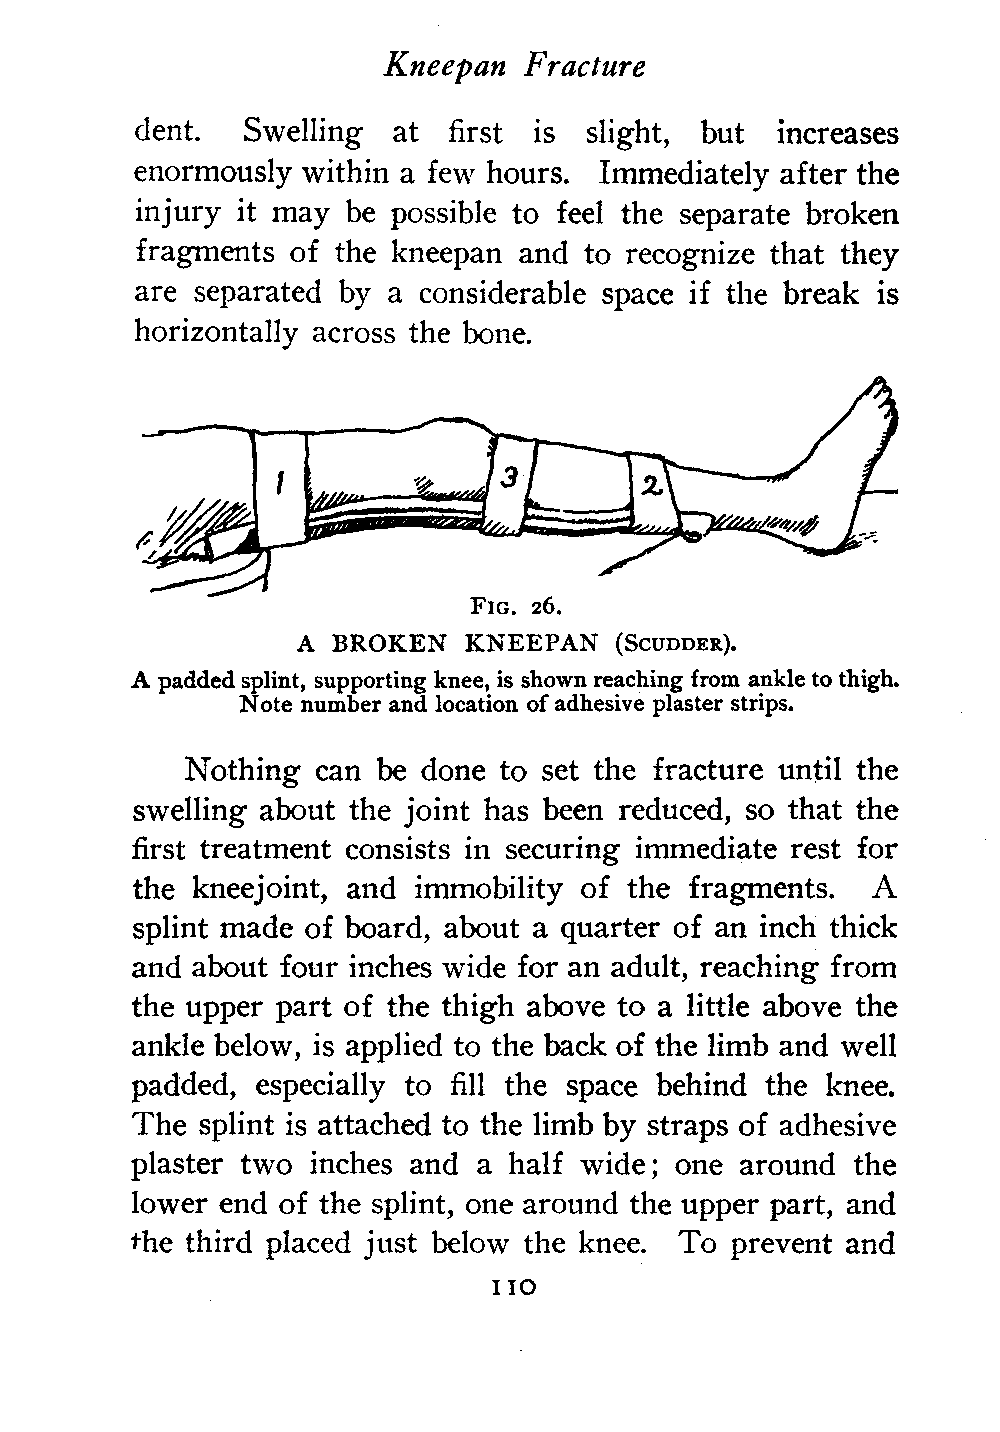 Kneepan Fracture
dent. Swelling at first is slight, but increases
enormously within a few hours. Immediately after the
injury it may be possible to feel the separate broken
fragments of the kneepan and to recognize that they
are separated by a considerable space if the break is
horizontally across the bone.
1 3 2
Fig. 26.
A BROKEN KNEEPAN (Scudder).
A padded splint, supporting knee, is shown reaching from ankle to thigh.
Note number and location of adhesive plaster strips.
Nothing can be done to set the fracture until the
swelling about the joint has been reduced, so that the
first treatment consists in securing immediate rest for
the kneejoint, and immobility of the fragments. A
splint made of board, about a quarter of an inch thick
and about four inches wide for an adult, reaching from
the upper part of the thigh above to a little above the
ankle below, is applied to the back of the limb and well
padded, especially to fill the space behind the knee.
The splint is attached to the limb by straps of adhesive
plaster two inches and a half wide; one around the
lower end of the splint, one around the upper part, and
the third placed just below the knee. To prevent and
110